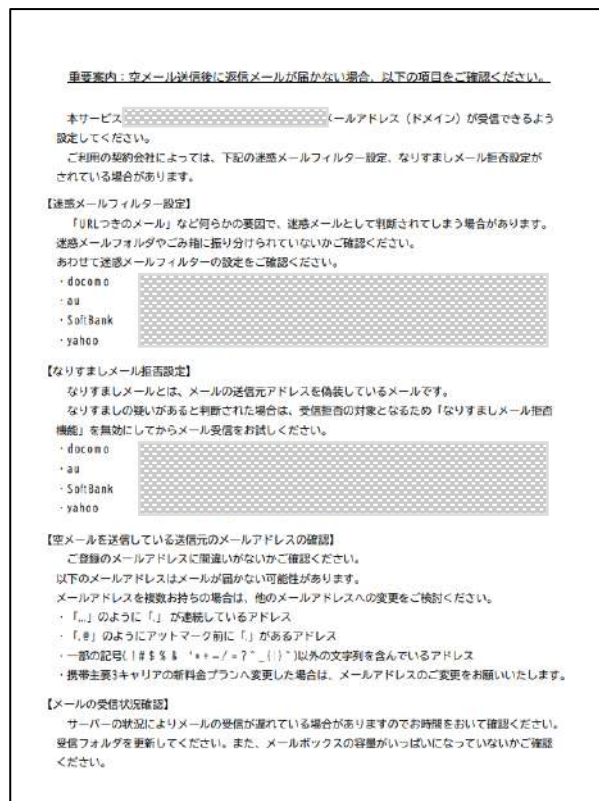 重要案内：空メール送信後に返信メールが届かない場合、以下の項目をご確認ください。
本サービス
メールアドレス（ドメイン）が受信できるよう
設定してください。
ご利用の契約会社によっては、下記の迷惑メールフィルター設定、なりすましメール拒否設定が
されている場合があります。
【迷惑メールフィルター設定】
「URLつきのメール」など何らかの要因で、迷惑メールとして判断されてしまう場合があります。
迷惑メールフォルダやごみ箱に振り分けられていないかご確認ください。
あわせて迷惑メールフィルターの設定をご確認ください。
・docomo
・au
・SoftBank
・yahoo
【なりすましメール拒否設定】
なりすましメールとは、メールの送信元アドレスを偽装しているメールです。
なりすましの疑いがあると判断された場合は、受信拒否の対象となるため「なりすましメール拒否
機能」を無効にしてからメール受信をお試しください。
・docomo
・au
・SoftBank
・yahoo
【空メールを送信している送信元のメールアドレスの確認】
ご登録のメールアドレスに間違いがないかご確認ください。
以下のメールアドレスはメールが届かない可能性があります。
メールアドレスを複数お持ちの場合は、他のメールアドレスへの変更をご検討ください。
・「...」のように「.」が連続しているアドレス
・「.@」のようにアットマーク前に「.」があるアドレス
・一部の記号(!#$%& '*+-/=?^_{|}~)以外の文字列を含んでいるアドレス
・携帯主要3キャリアの新料金プランへ変更した場合は、メールアドレスのご変更をお願いいたします。
【メールの受信状況確認】
サーバーの状況によりメールの受信が遅れている場合がありますのでお時間をおいて確認ください。
受信フォルダを更新してください。また、メールボックスの容量がいっぱいになっていないかご確認
ください。